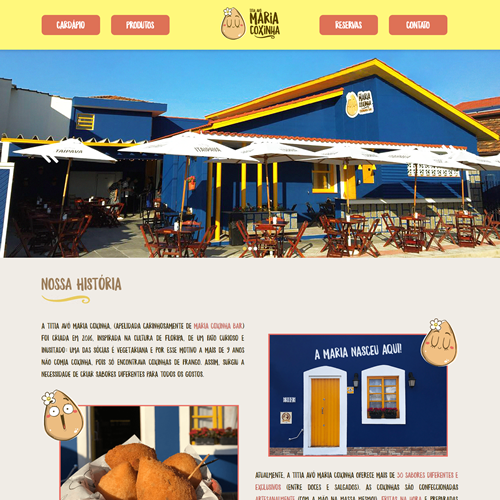 CARDÁPIO
PRODUTOS
TITIA AVÓ
MARIA
COXINHA
RESERVAS
CONTATO
MARIA
COXINHA
ITAIPAVA
ITAIPAVA
NOSSA HISTÓRIA
A TITIA AVÓ MARIA COXINHA, (APELIDADA CARINHOSAMENTE DE MARIA COXINHA BAR)
FOI CRIADA EM 2016, INSPIRADA NA CULTURA DE FLORIPA, DE UM FATO CURIOSO E
INUSITADO: UMA DAS SÓCIAS É VEGETARIANA E POR ESSE MOTIVO A MAIS DE 9 ANOS
NÃO COMIA COXINHA, POIS SÓ ENCONTRAVA COXINHAS DE FRANGO. ASSIM, SURGIU A
NECESSIDADE DE CRIAR SABORES DIFERENTES PARA TODOS OS GOSTOS.
A MARIA NASCEU AQUI!
ATUALMENTE, A TITIA AVÓ MARIA COXINHA OFERECE MAIS DE 30 SABORES DIFERENTES E
EXCLUSIVOS (ENTRE DOCES E SALGADOS). AS COXINHAS SÃO CONFECCIONADAS
ARTESANALMENTE (COM A MÃO NA MASSA MESMO), FRITAS NA HORA E PREPARADAS